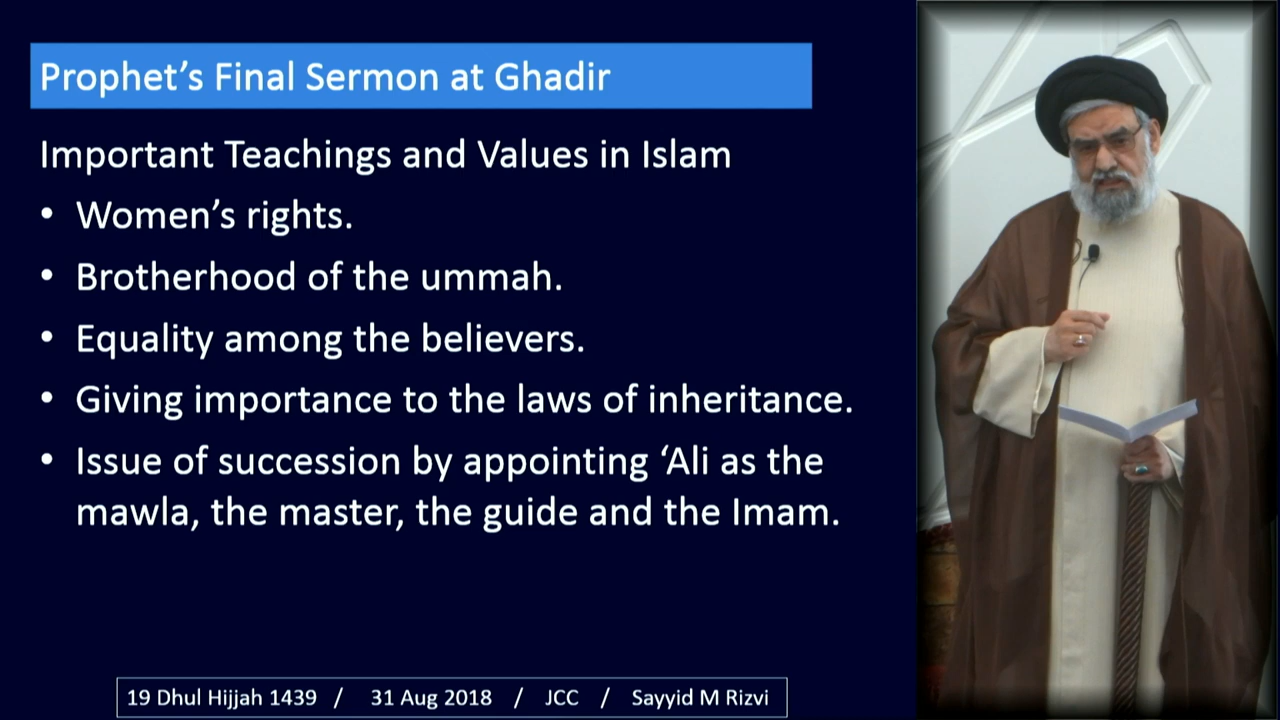 Prophet’s Final Sermon at Ghadir
Important Teachings and Values in Islam
• Women’s rights.
• Brotherhood of the ummah.
• Equality among the believers.
• Giving importance to the laws of inheritance.
• Issue of succession by appointing ‘Ali as the
mawla, the master, the guide and the Imam.
19 Dhul Hijjah 1439 / 31 Aug 2018 / JCC / Sayyid M Rizvi